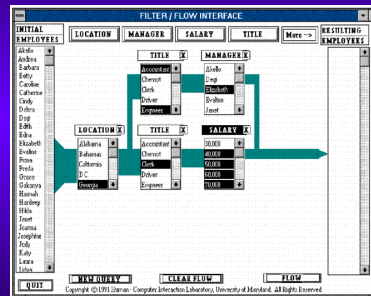 FILTER / FLOW INTERFACE
INITIAL EMPLOYEES
LOCATION
MANAGER
SALARY
TITLE
More -->
RESULTING EMPLOYEES
Akello
Andrea
Barbara
Betty
Caroline
Catherine
Cindy
Debra
Degi
Edith
Edna
Elizabeth
Evaline
Fiona
Freda
Grace
Gukonya
Hannah
Hardeep
Hilda
Janet
Joanna
Josephine
Judy
Katy
Laura
TITLE X
Accountant
Chemist
Clerk
Driver
Engineer
MANAGER X
Akello
Degi
Elizabeth
Evaline
Janet
LOCATION X
Alabama
Bahamas
California
D C
Georgia
TITLE X
Accountant
Chemist
Clerk
Driver
Engineer
SALARY X
30,000
40,000
50,000
60,000
70,000
QUIT
NEW QUERY
CLEAR FLOW
FLOW
Copyright © 1991 Human - Computer Interaction Laboratory, University of Maryland. All Rights Reserved